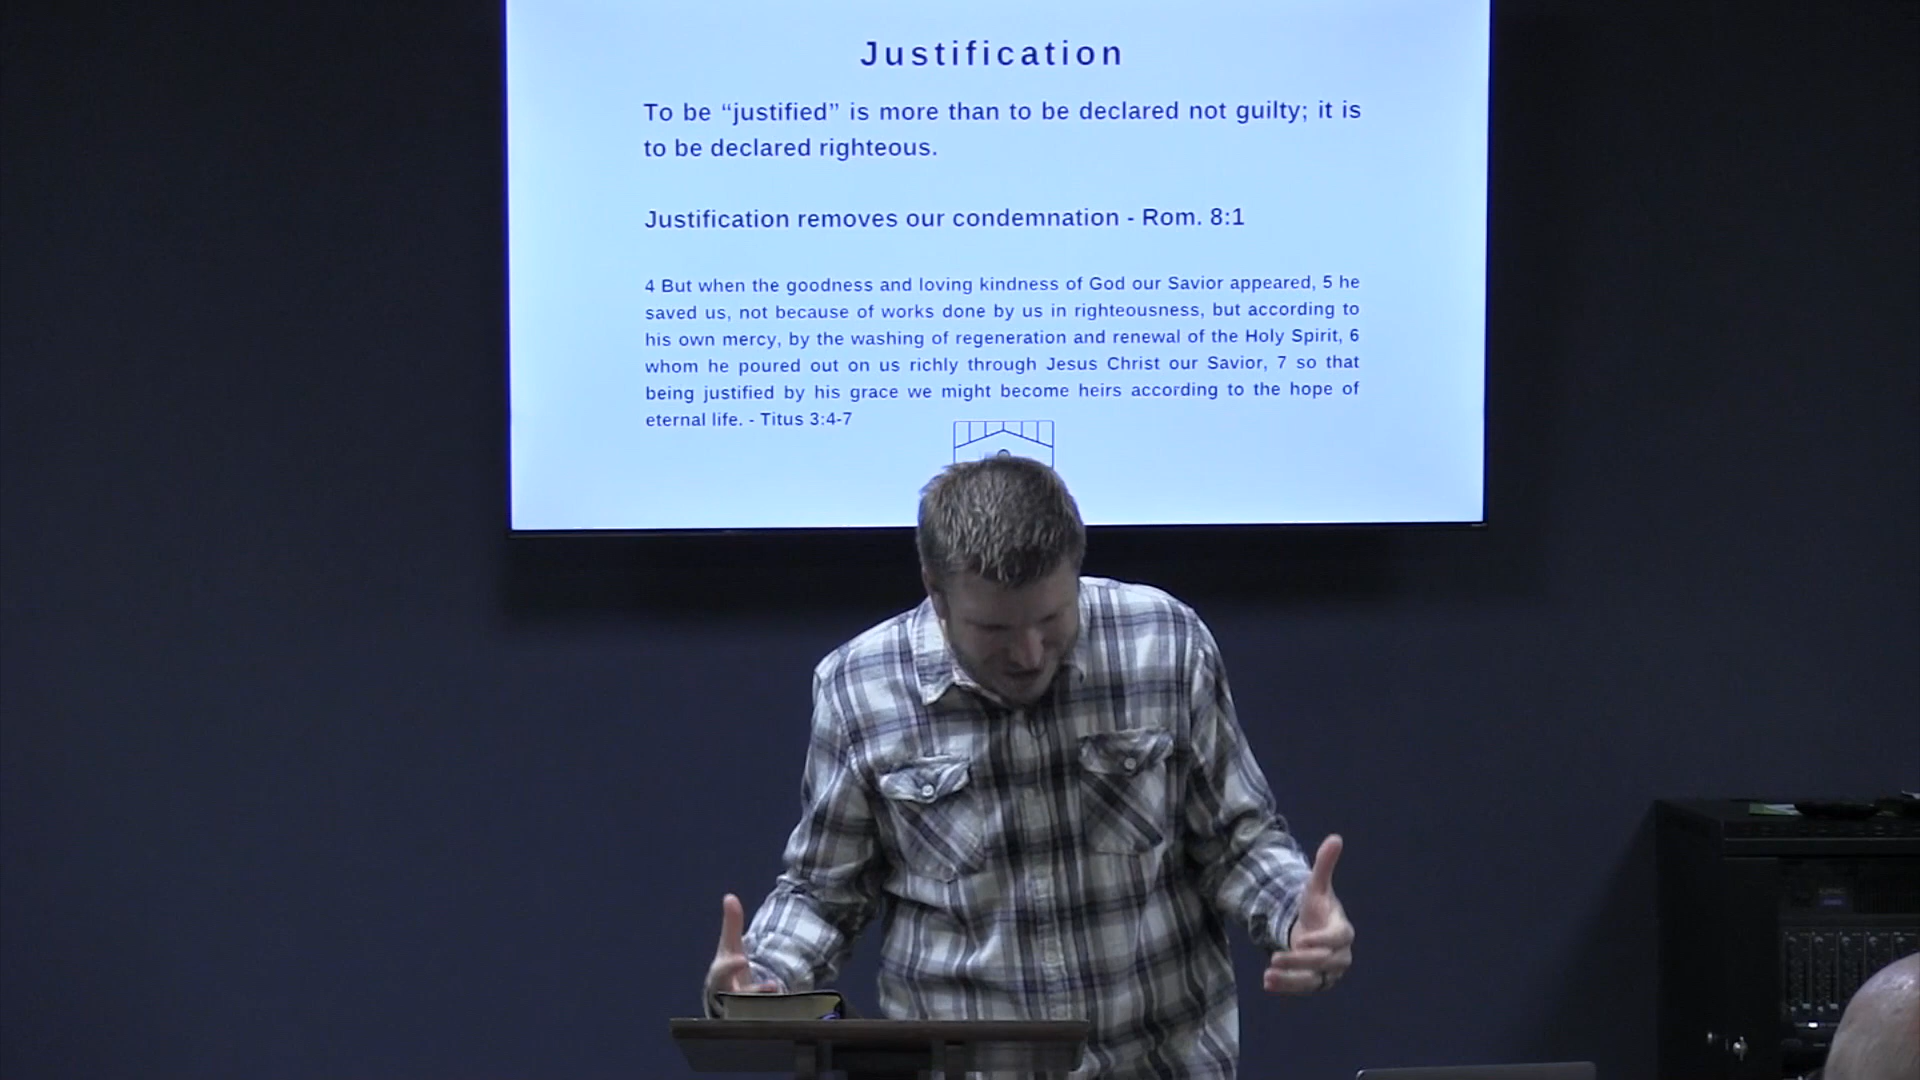 Justification
To be “justified” is more than to be declared not guilty; it is
to be declared righteous.
Justification removes our condemnation - Rom. 8:1
4 But when the goodness and loving kindness of God our Savior appeared, 5 he
saved us, not because of works done by us in righteousness, but according to
his own mercy, by the washing of regeneration and renewal of the Holy Spirit, 6
whom he poured out on us richly through Jesus Christ our Savior, 7 so that
being justified by his grace we might become heirs according to the hope of
eternal life. - Titus 3:4-7